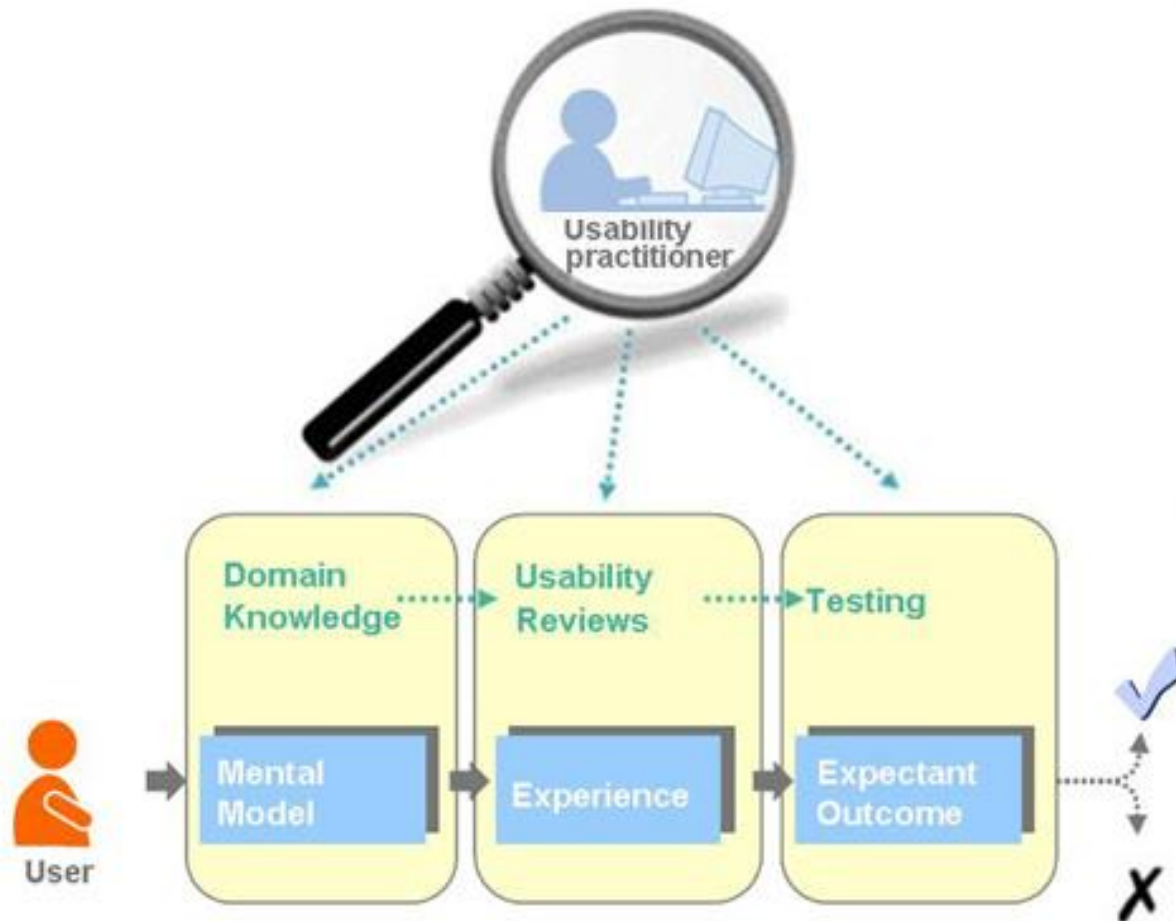 Usability
practitioner
Domain
Knowledge
Usability
Reviews
Testing
Mental
Model
Experience
Expectant
Outcome
User